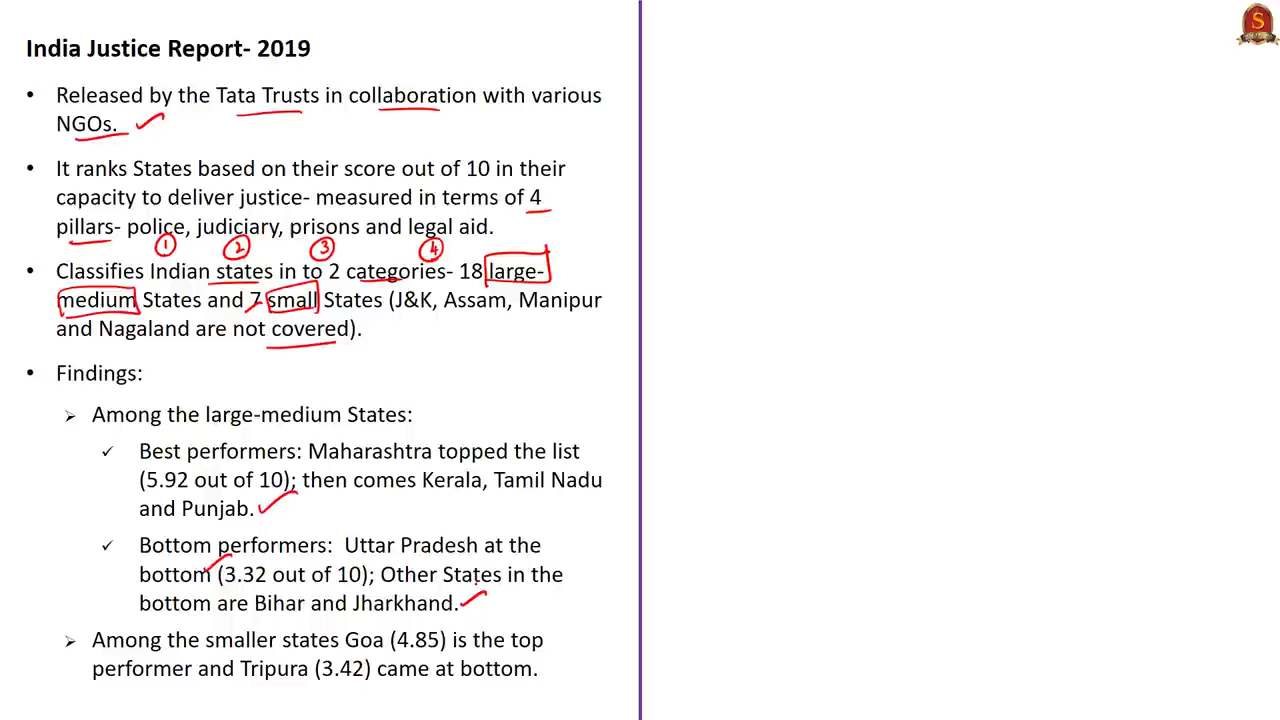 India Justice Report- 2019
• Released by the Tata Trusts in collaboration with various
NGOs.
• It ranks States based on their score out of 10 in their
capacity to deliver justice- measured in terms of 4
pillars- police, judiciary, prisons and legal aid.
1 2 3 4
• Classifies Indian states in to 2 categories- 18 large-
medium States and 7 small States (J&K, Assam, Manipur
and Nagaland are not covered).
• Findings:
➢ Among the large-medium States:
✓ Best performers: Maharashtra topped the list
(5.92 out of 10); then comes Kerala, Tamil Nadu
and Punjab.
✓ Bottom performers: Uttar Pradesh at the
bottom (3.32 out of 10); Other States in the
bottom are Bihar and Jharkhand.
➢ Among the smaller states Goa (4.85) is the top
performer and Tripura (3.42) came at bottom.
S